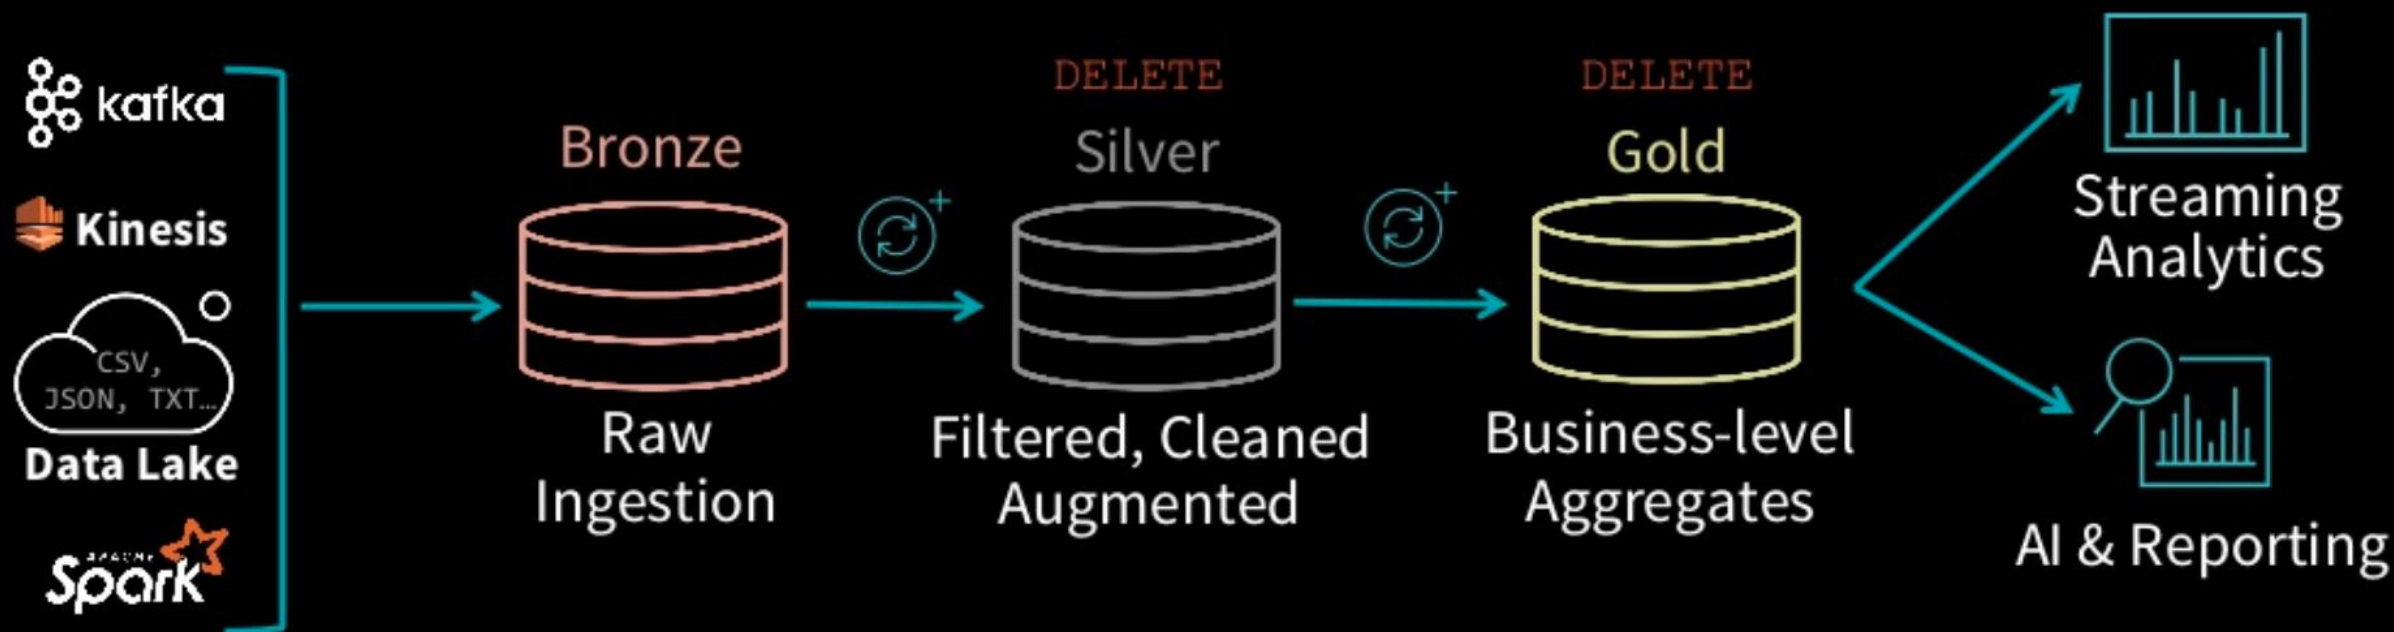 kafka
Kinesis
CSV,
JSON, TXT...
Data Lake
APACHE
Spark
Bronze
Raw
Ingestion
DELETE
Silver
Filtered, Cleaned
Augmented
DELETE
Gold
Business-level
Aggregates
Streaming
Analytics
AI & Reporting